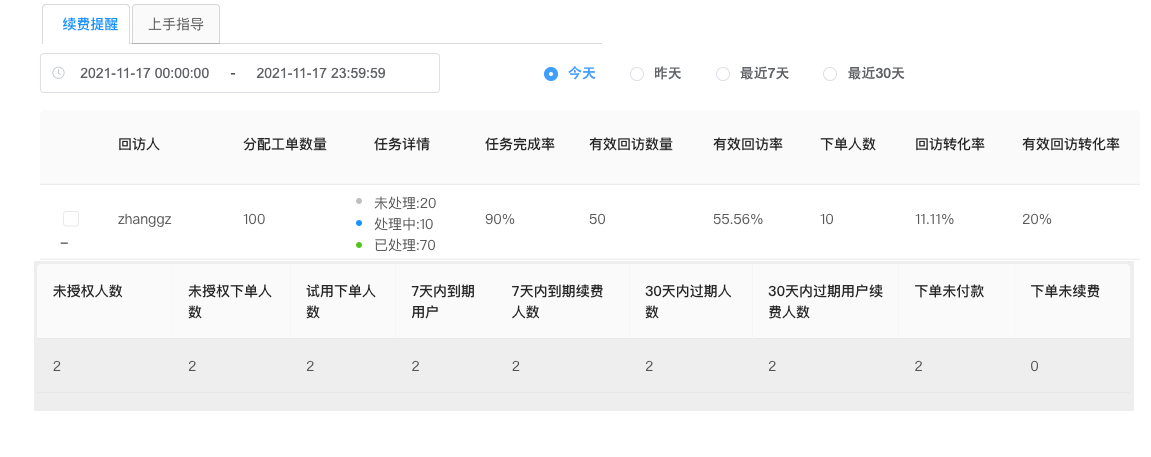 续费提醒 上手指导
2021-11-17 00:00:00 - 2021-11-17 23:59:59 今天 昨天 最近7天 最近30天
回访人 分配工单数量 任务详情 任务完成率 有效回访数量 有效回访率 下单人数 回访转化率 有效回访转化率
zhanggz 100 未处理:20 90% 50 55.56% 10 11.11% 20%
处理中:10
已处理:70
未授权人数 未授权下单人数 试用下单人数 7天内到期用户 7天内到期续费人数 30天内过期人数 30天内过期用户续费人数 下单未付款 下单未续费
2 2 2 2 2 2 2 2 0